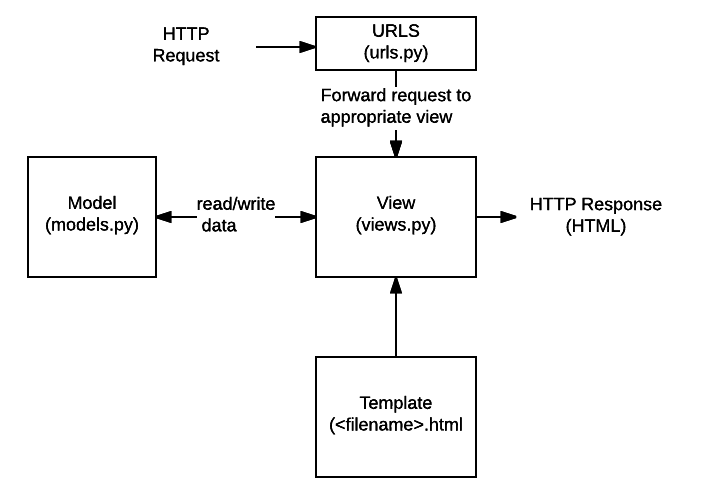 HTTP
Request
URLS
(urls.py)
Forward request to
appropriate view
Model
(models.py)
read/write
data
View
(views.py)
HTTP Response
(HTML)
Template
(<filename>.html